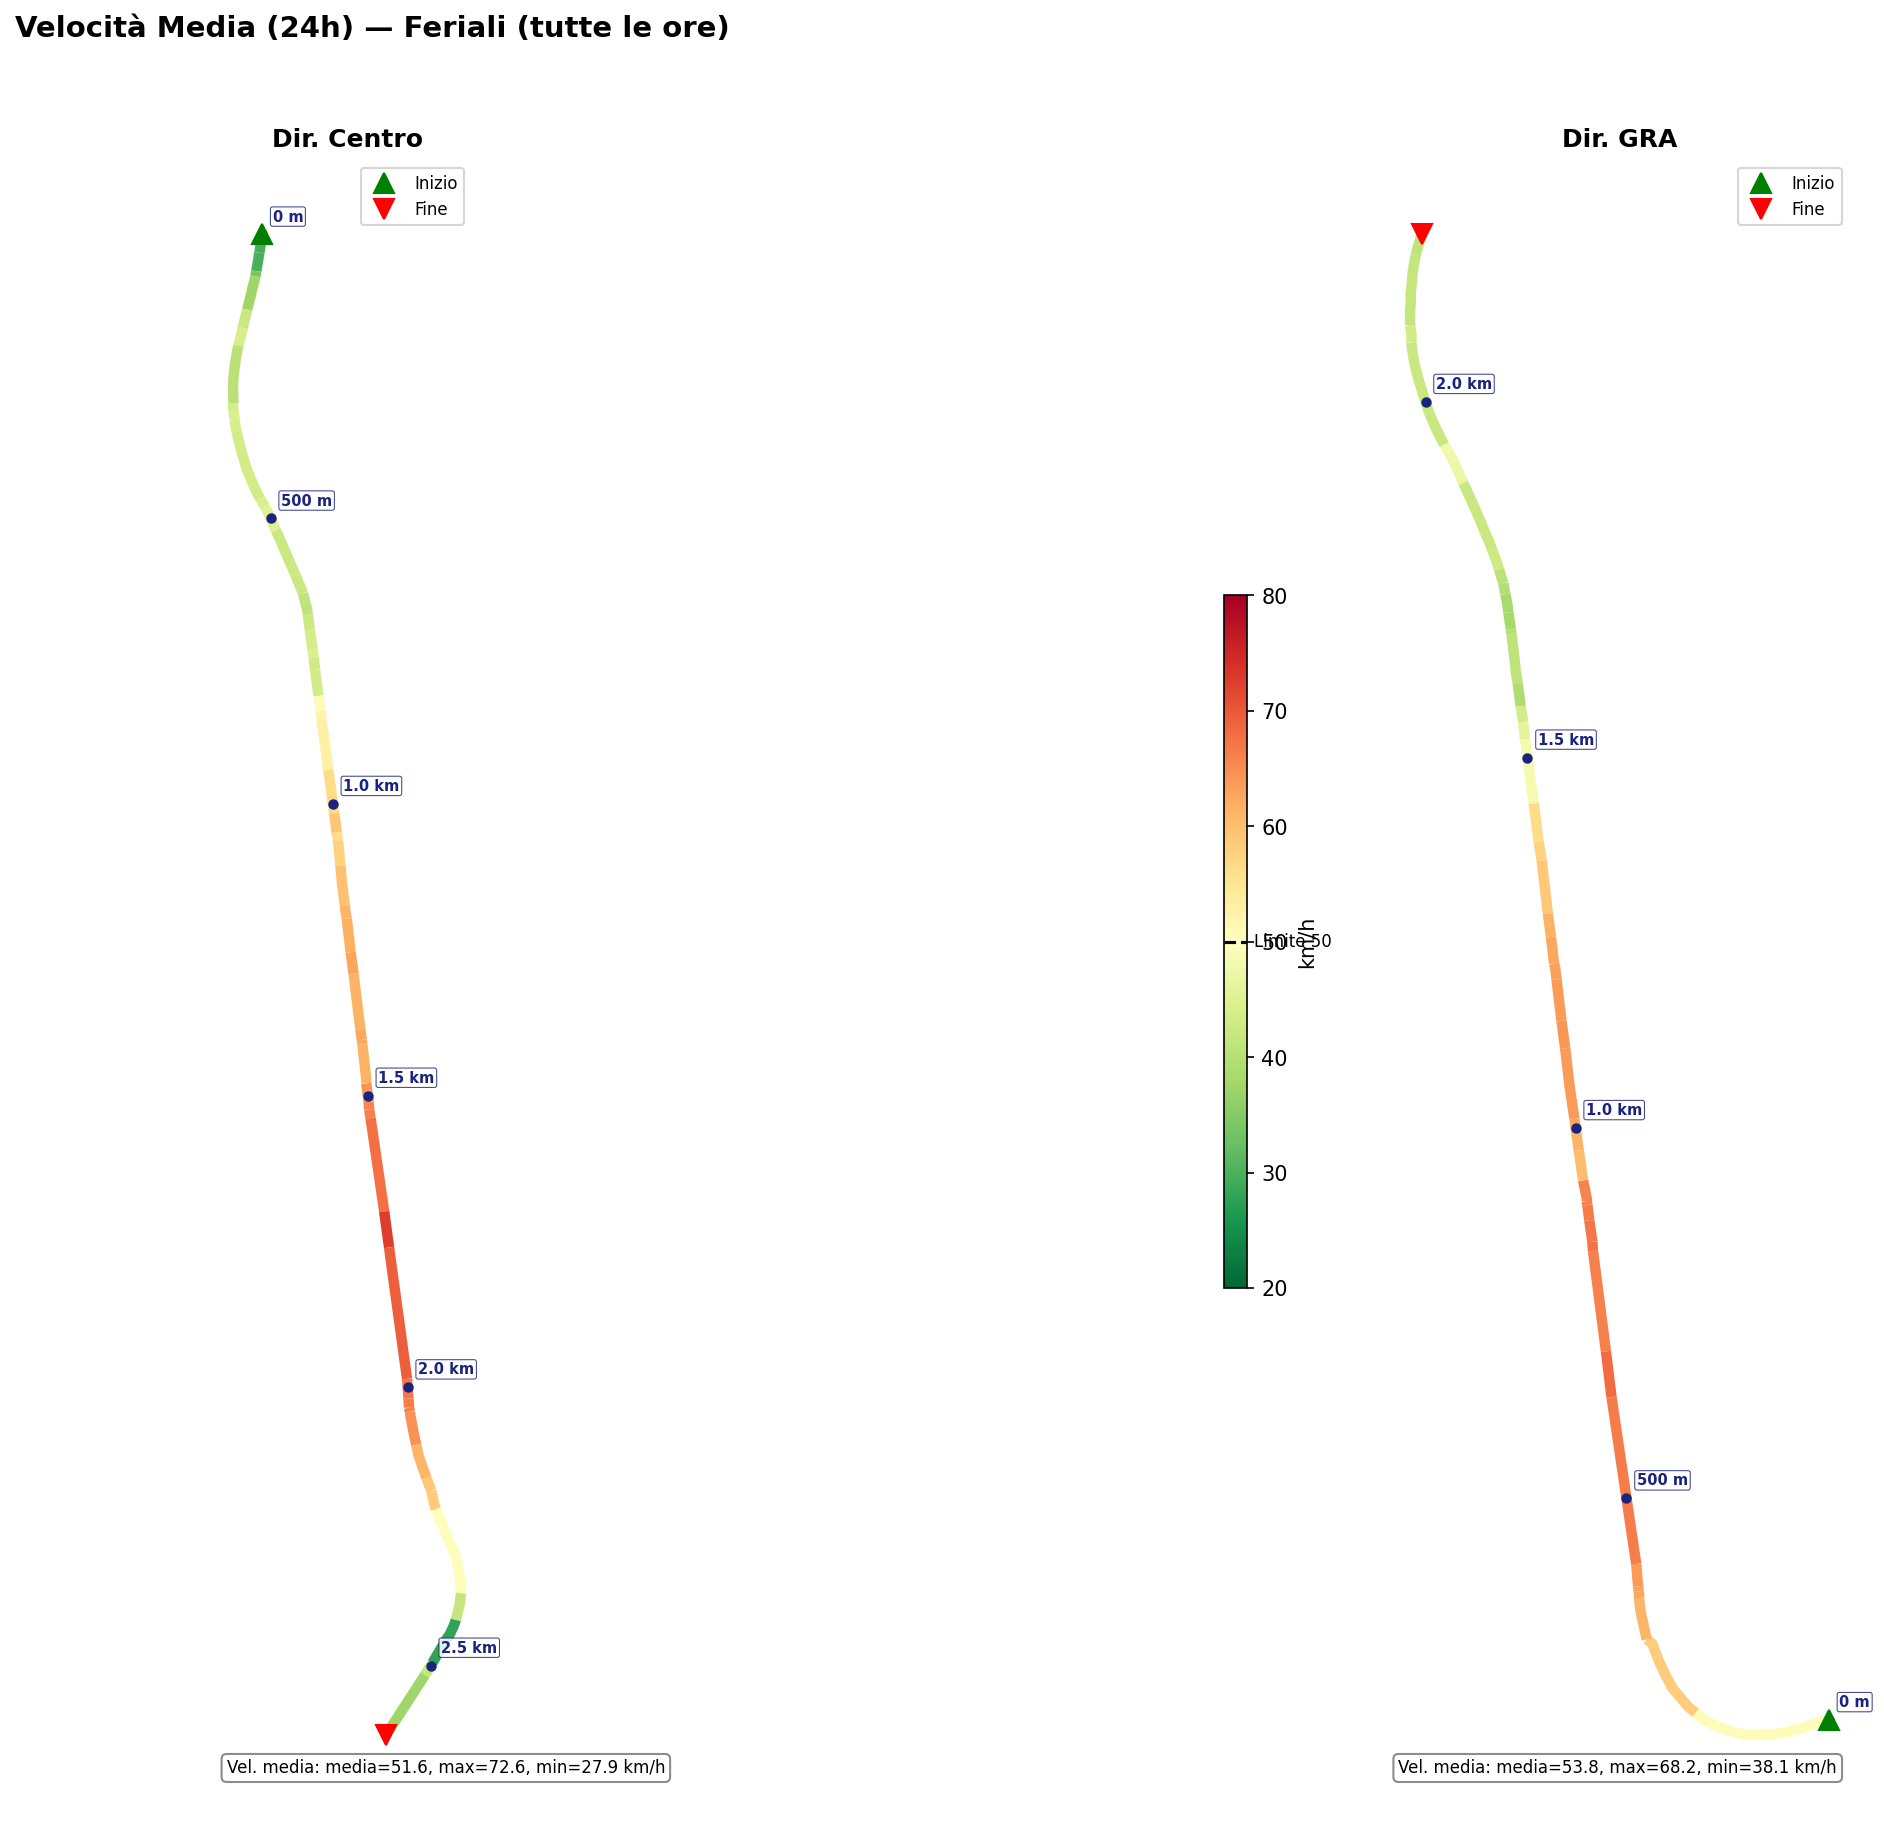 Velocità Media (24h) — Feriali (tutte le ore)
Dir. Centro
Inizio
Fine
0 m
500 m
1.0 km
1.5 km
2.0 km
2.5 km
Vel. media: media=51.6, max=72.6, min=27.9 km/h
80
70
60
50
Limite 50
40
30
20
km/h
Dir. GRA
Inizio
Fine
2.0 km
1.5 km
1.0 km
500 m
0 m
Vel. media: media=53.8, max=68.2, min=38.1 km/h